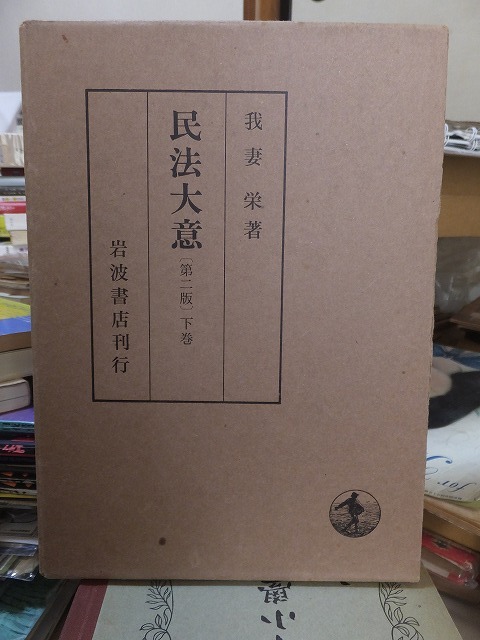 我妻 栄著
民法大意〔第二版〕下巻
岩波書店刊行
for